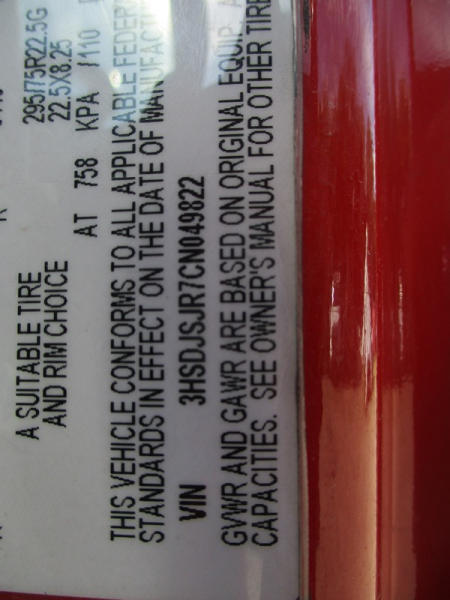 295/75R22.5G
22.5X8.25
A SUITABLE TIRE
AND RIM CHOICE AT 758 KPA /110
THIS VEHICLE CONFORMS TO ALL APPLICABLE FEDER
STANDARDS IN EFFECT ON THE DATE OF MANUFACT
VIN 3HSDJSJR7CN049822
GVWR AND GAWR ARE BASED ON ORIGINAL EQUIP.
CAPACITIES. SEE OWNER'S MANUAL FOR OTHER TIRE